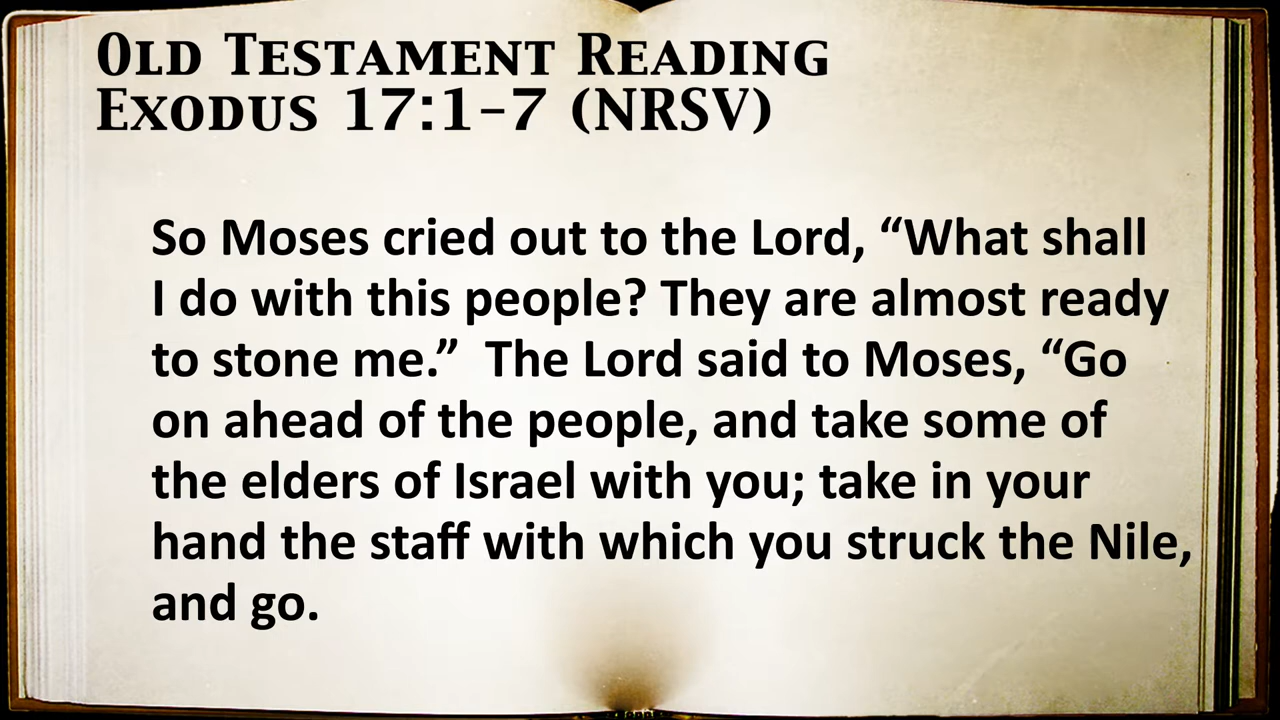 Old Testament Reading
Exodus 17:1-7 (NRSV)
So Moses cried out to the Lord, “What shall
I do with this people? They are almost ready
to stone me.”  The Lord said to Moses, “Go
on ahead of the people, and take some of
the elders of Israel with you; take in your
hand the staff with which you struck the Nile,
and go.